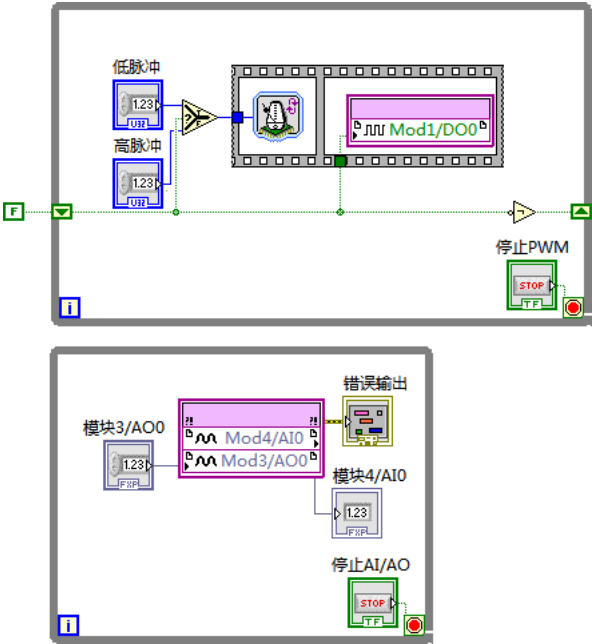 低脉冲
1.23
U32
?
T
F
高脉冲
1.23
U32
Mod1/DO0
F
停止PWM
STOP
TF
i
错误输出
模块3/AO0
1.23
FXP
?!
?!
Mod4/AI0
Mod3/AO0
模块4/AI0
1.23
FXP
停止AI/AO
STOP
TF
i